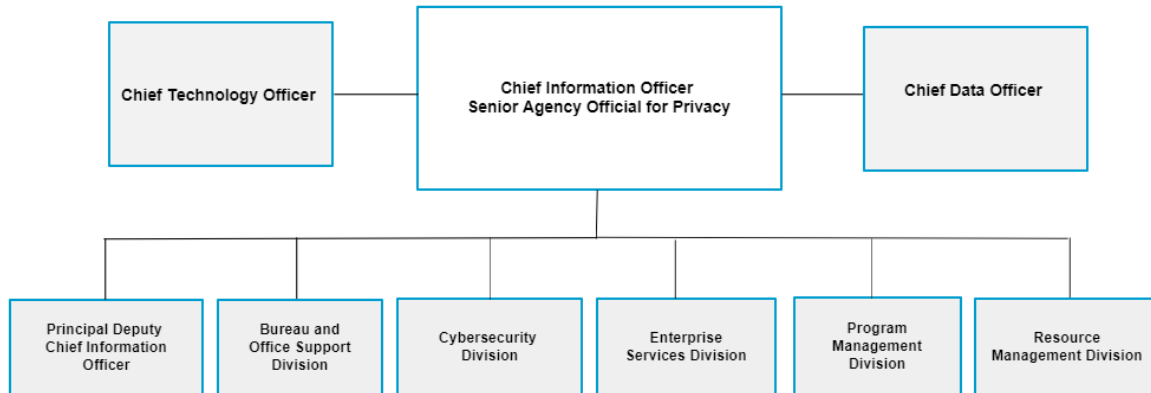 Chief Technology Officer
Chief Information Officer
Senior Agency Official for Privacy
Chief Data Officer
Principal Deputy
Chief Information
Officer
Bureau and
Office Support
Division
Cybersecurity
Division
Enterprise
Services Division
Program
Management
Division
Resource
Management Division